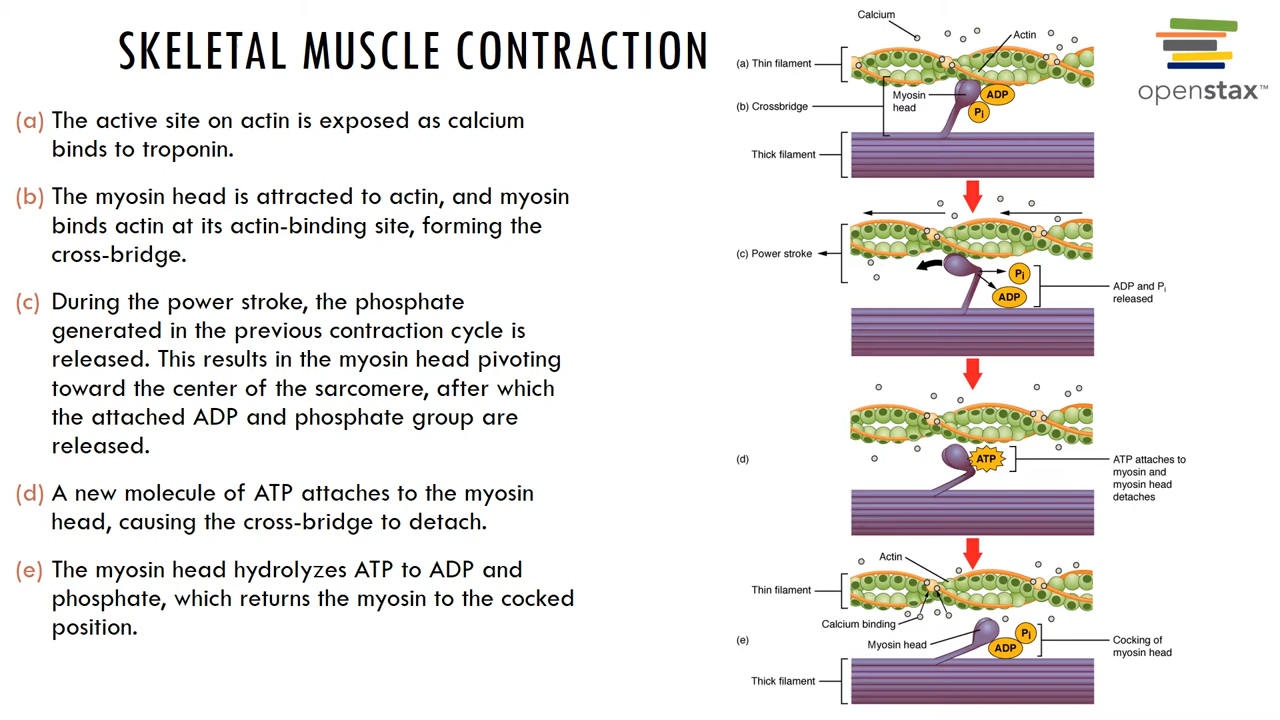 SKELETAL MUSCLE CONTRACTION
(a) The active site on actin is exposed as calcium
binds to troponin.
(b) The myosin head is attracted to actin, and myosin
binds actin at its actin-binding site, forming the
cross-bridge.
(c) During the power stroke, the phosphate
generated in the previous contraction cycle is
released. This results in the myosin head pivoting
toward the center of the sarcomere, after which
the attached ADP and phosphate group are
released.
(d) A new molecule of ATP attaches to the myosin
head, causing the cross-bridge to detach.
(e) The myosin head hydrolyzes ATP to ADP and
phosphate, which returns the myosin to the cocked
position.
Calcium
Actin
(a) Thin filament
Myosin
head
ADP
Pi
(b) Crossbridge
Thick filament
(c) Power stroke
Pi
ADP
ADP and Pi
released
(d)
ATP
ATP attaches to
myosin and
myosin head
detaches
Actin
Thin filament
Calcium binding
(e)
Myosin head
Pi
ADP
Cocking of
myosin head
Thick filament
openstax™